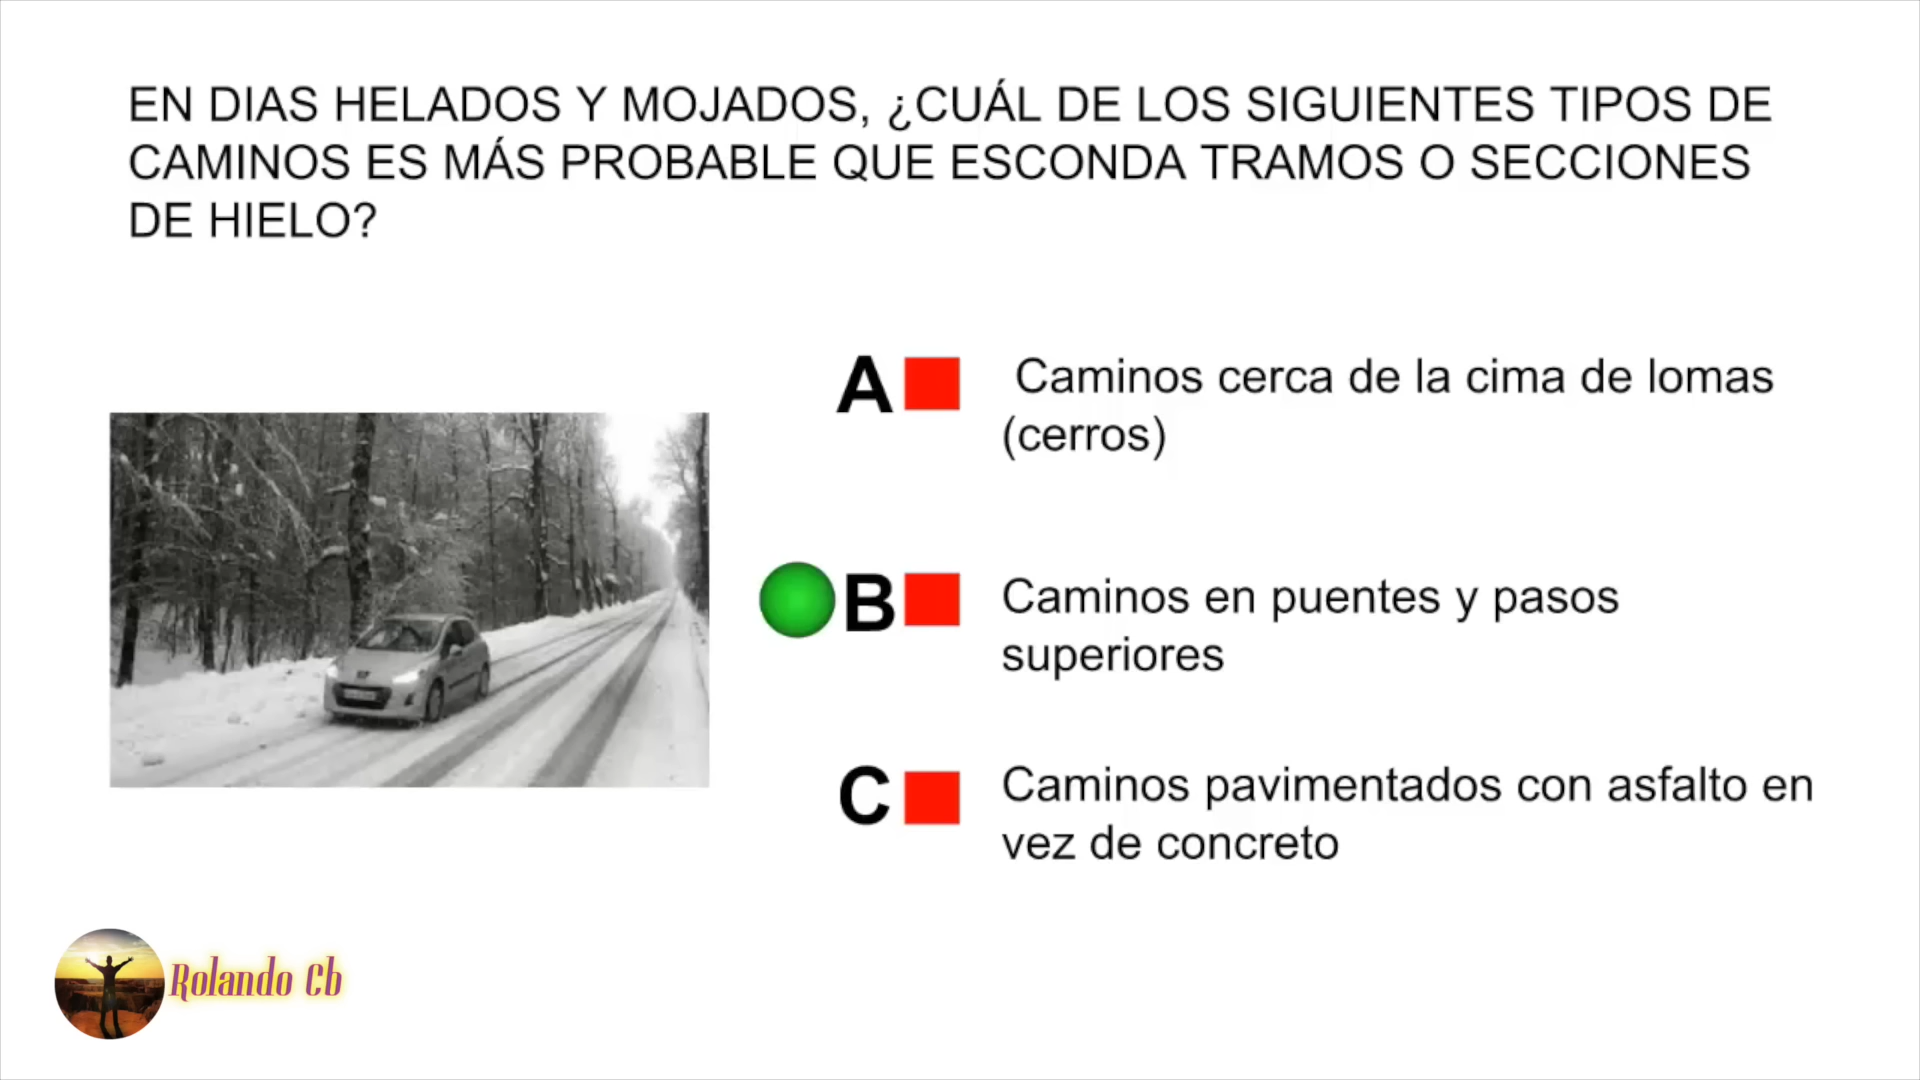 EN DIAS HELADOS Y MOJADOS, ¿CUÁL DE LOS SIGUIENTES TIPOS DE
CAMINOS ES MÁS PROBABLE QUE ESCONDA TRAMOS O SECCIONES
DE HIELO?
A Caminos cerca de la cima de lomas
(cerros)
B Caminos en puentes y pasos
superiores
C Caminos pavimentados con asfalto en
vez de concreto
Rolando Cb